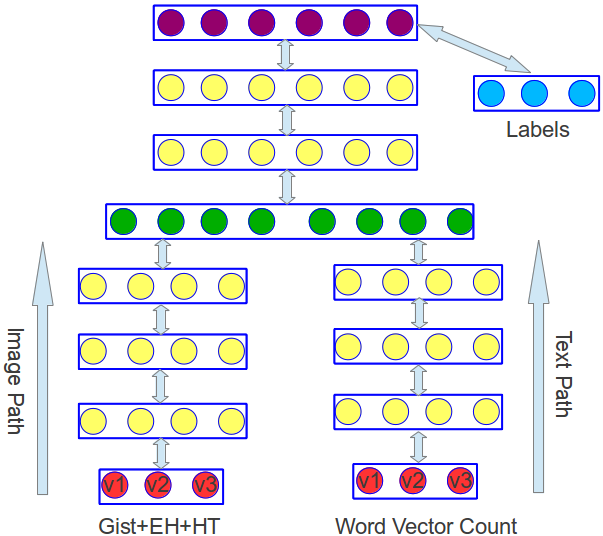 Labels
Image Path
Text Path
v1 v2 v3
v1 v2 v3
Gist+EH+HT
Word Vector Count